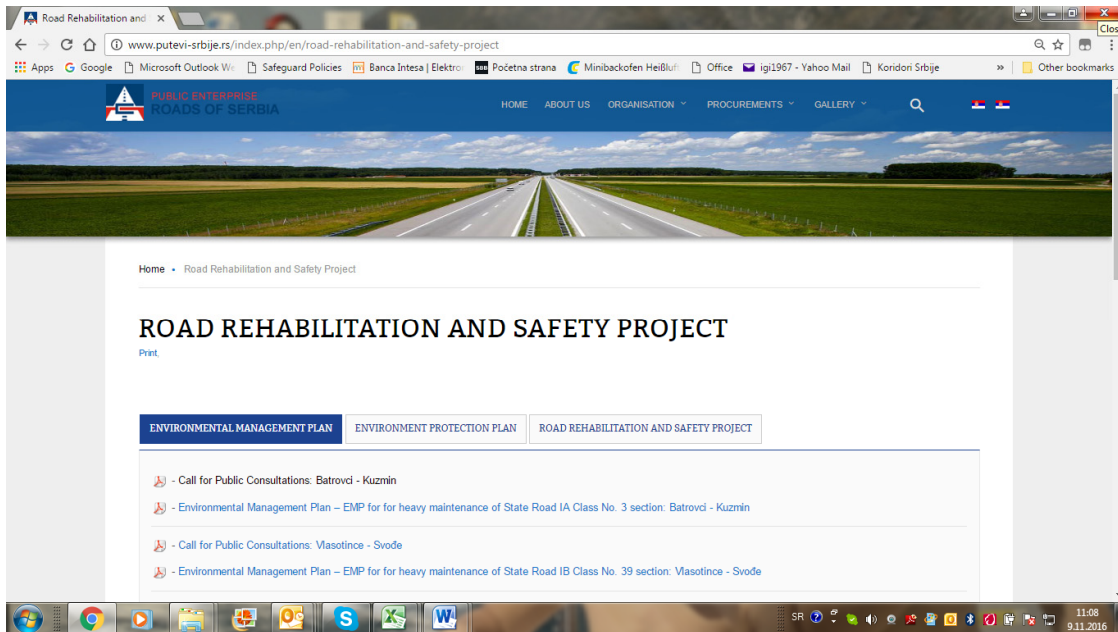 Road Rehabilitation and
Clos
www.putevi-srbije.rs/index.php/en/road-rehabilitation-and-safety-project
Apps Google Microsoft Outlook We Safeguard Policies Banca Intesa | Elektro Početna strana Minibackofen Heißluf Office igi1967 - Yahoo Mail Koridori Srbije » Other bookmarks
PUBLIC ENTERPRISE
ROADS OF SERBIA
HOME ABOUT US ORGANISATION PROCUREMENTS GALLERY
Home • Road Rehabilitation and Safety Project
ROAD REHABILITATION AND SAFETY PROJECT
Print,
ENVIRONMENTAL MANAGEMENT PLAN ENVIRONMENT PROTECTION PLAN ROAD REHABILITATION AND SAFETY PROJECT
- Call for Public Consultations: Batrovci - Kuzmin
- Environmental Management Plan – EMP for for heavy maintenance of State Road IA Class No. 3 section: Batrovci - Kuzmin
- Call for Public Consultations: Vlasotince - Svođe
- Environmental Management Plan – EMP for for heavy maintenance of State Road IB Class No. 39 section: Vlasotince - Svođe
SR 11:08
9.11.2016